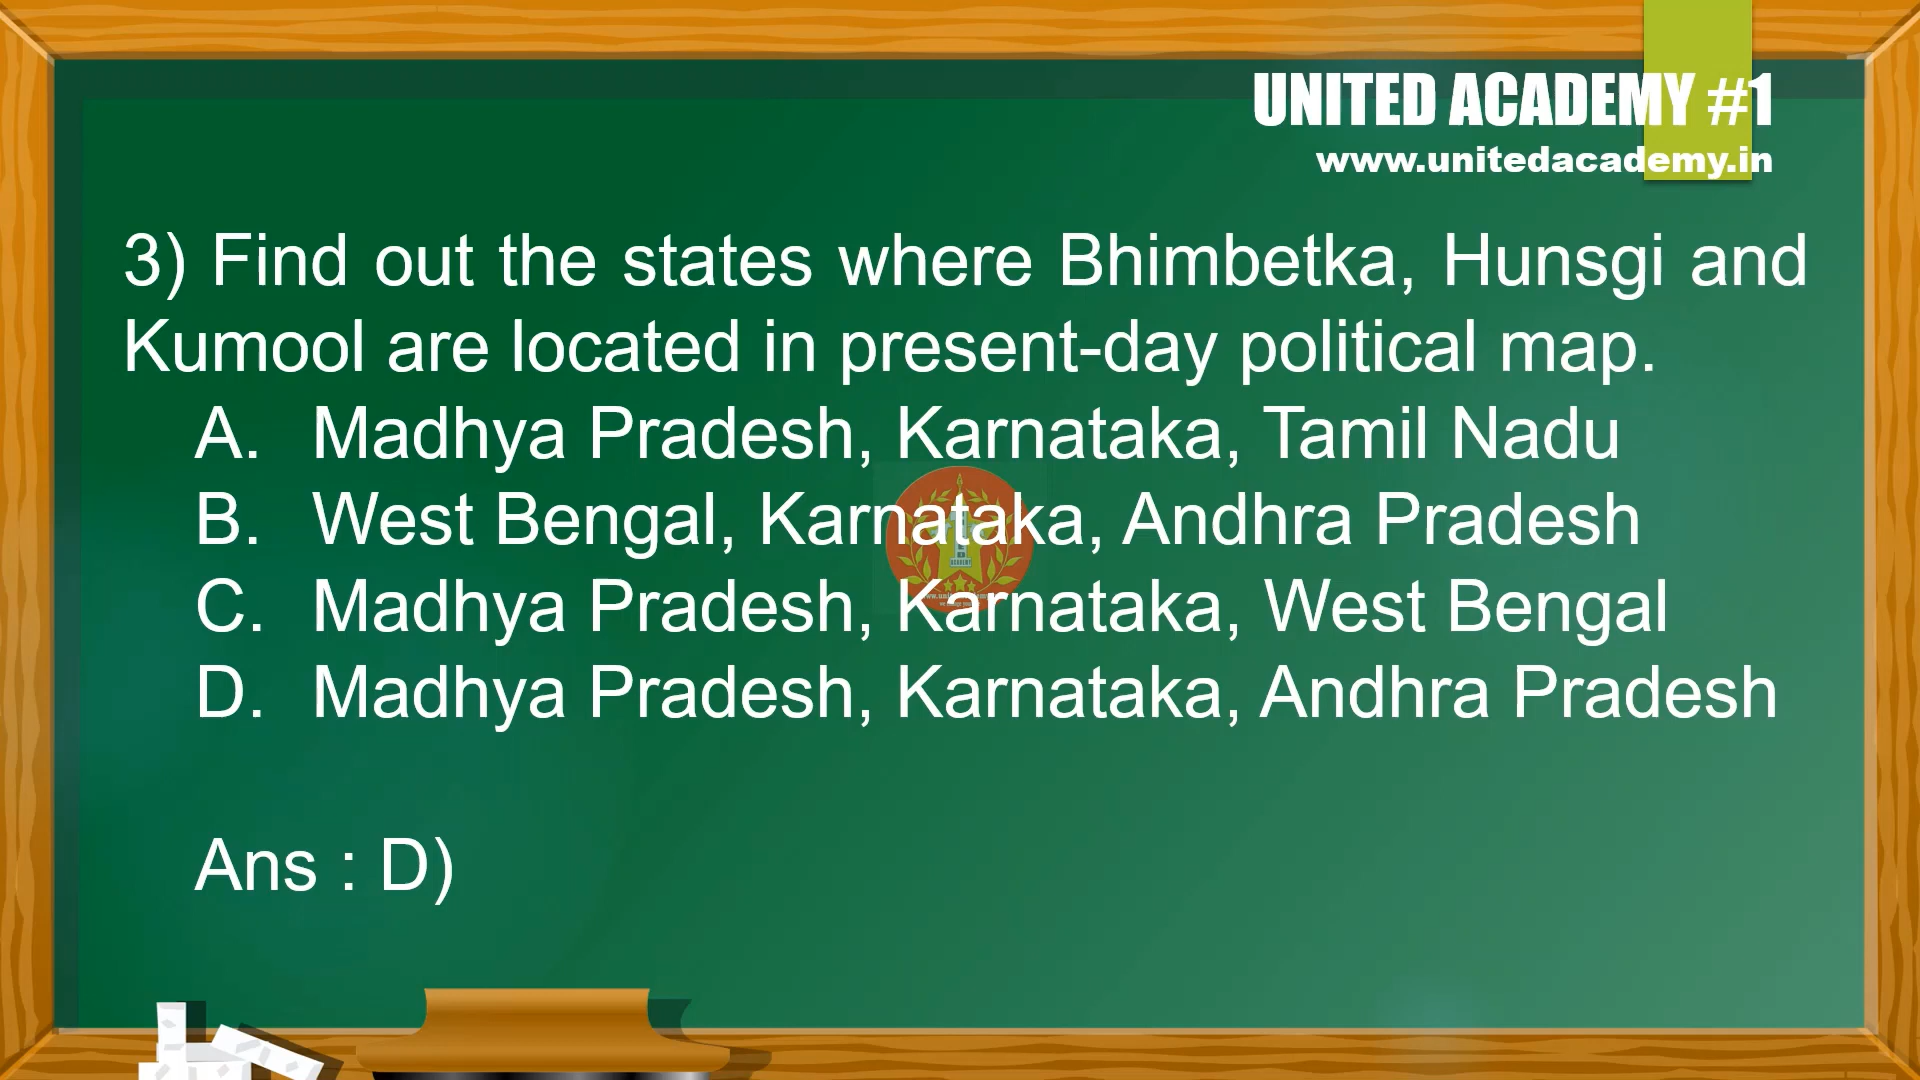 UNITED ACADEMY #1
www.unitedacademy.in
3) Find out the states where Bhimbetka, Hunsgi and
Kumool are located in present-day political map.
A. Madhya Pradesh, Karnataka, Tamil Nadu
B. West Bengal, Karnataka, Andhra Pradesh
C. Madhya Pradesh, Karnataka, West Bengal
D. Madhya Pradesh, Karnataka, Andhra Pradesh
Ans : D)